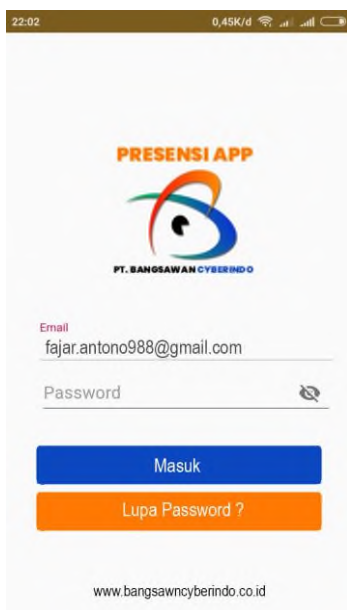 22:02 0,45K/d
PRESENSI APP
PT. BANGSAWAN CYBERINDO
Email
fajar.antono988@gmail.com
Password
Masuk
Lupa Password ?
www.bangsawncyberindo.co.id